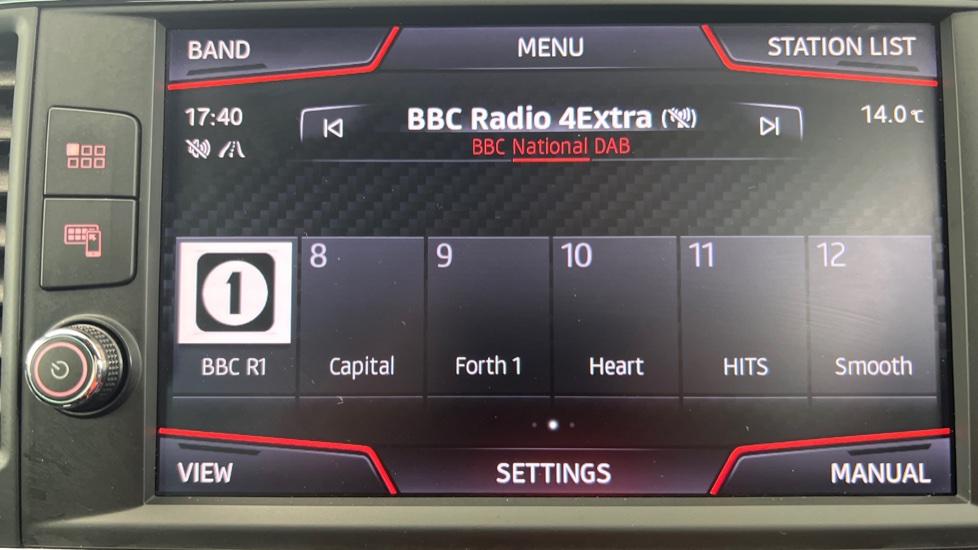 BAND MENU STATION LIST
17:40 BBC Radio 4Extra 14.0°C
BBC National DAB
8 9 10 11 12
1
BBC R1 Capital Forth 1 Heart HITS Smooth
VIEW SETTINGS MANUAL